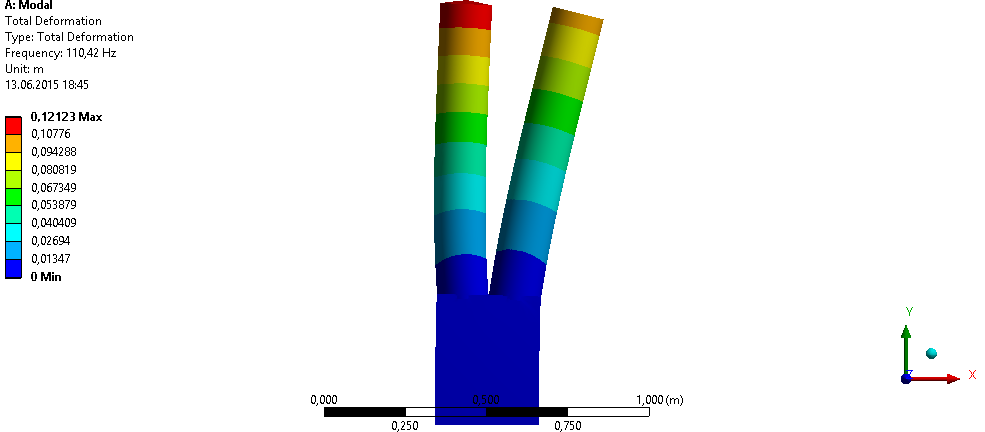 A: Modal
Total Deformation
Type: Total Deformation
Frequency: 110,42 Hz
Unit: m
13.06.2015 18:45
0,12123 Max
0,10776
0,094288
0,080819
0,067349
0,053879
0,040409
0,02694
0,01347
0 Min
Y
Z
X
0,000
0,500
1,000 (m)
0,250
0,750